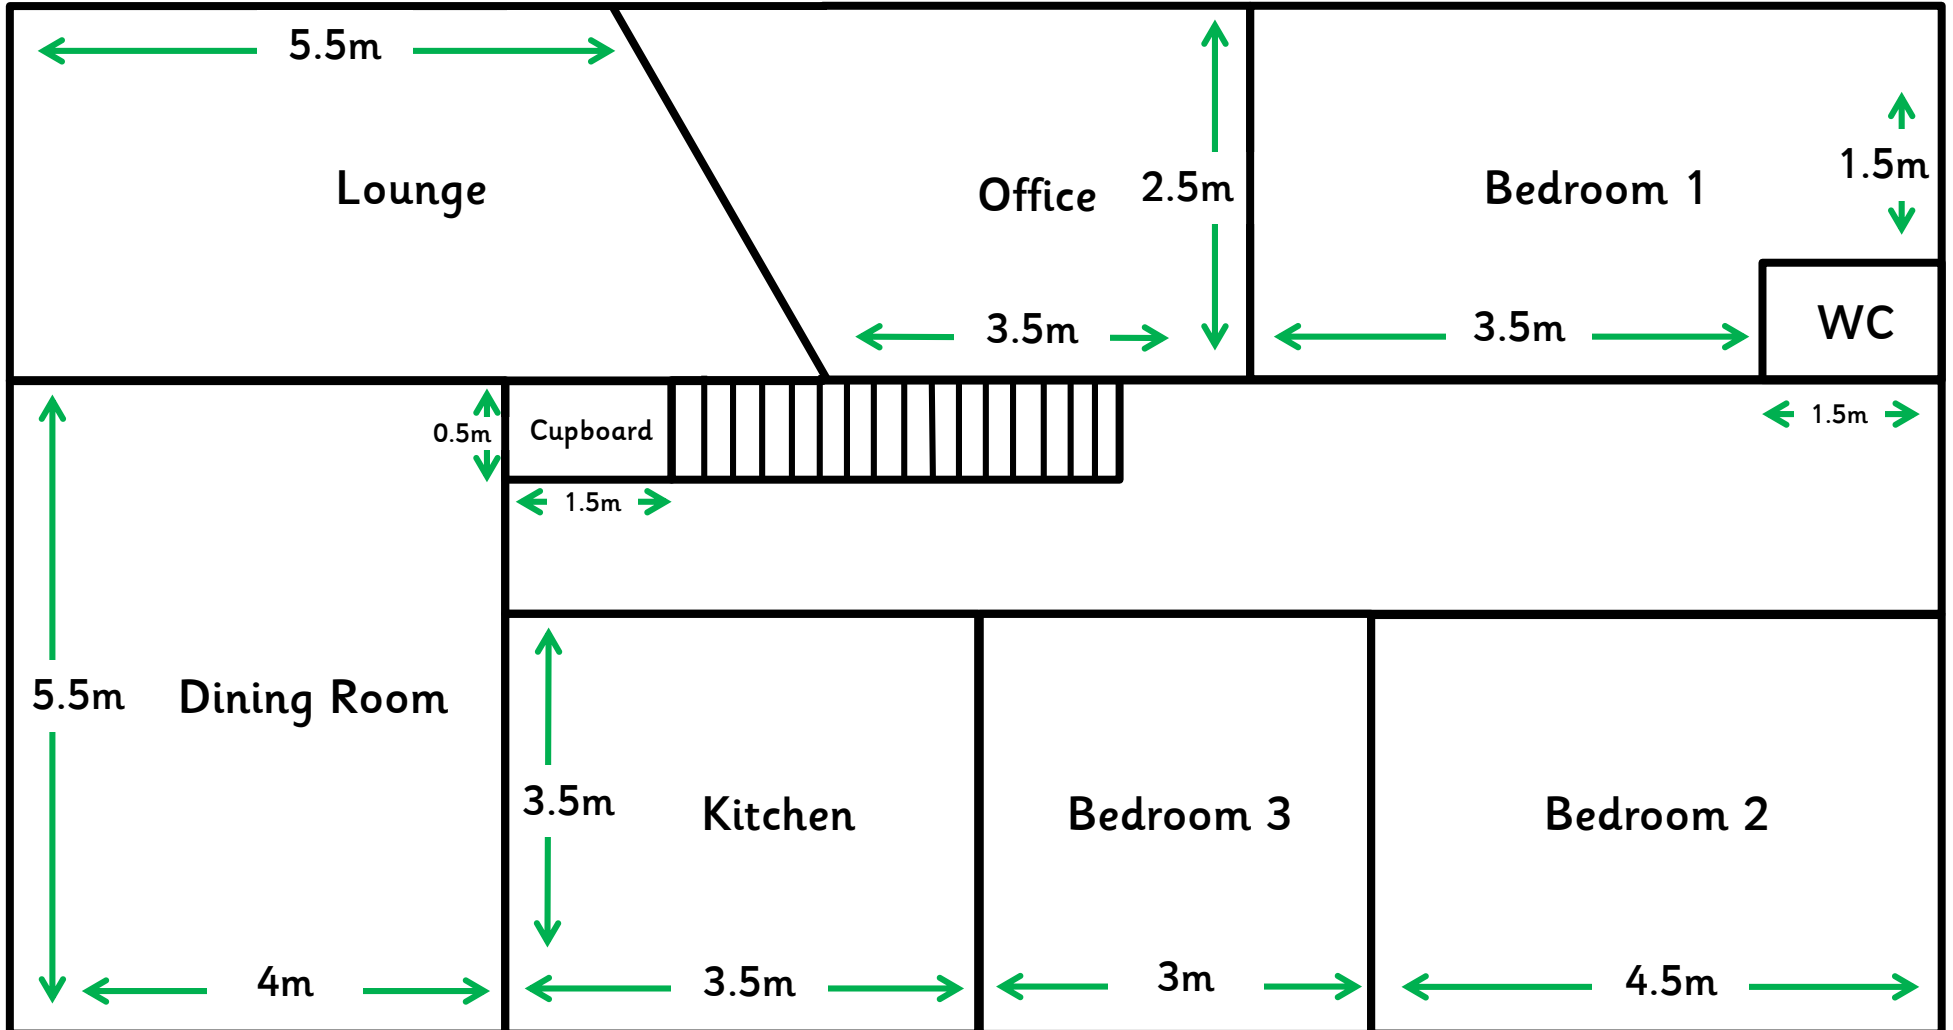 5.5m
Lounge
Office
2.5m
Bedroom 1
1.5m
3.5m
3.5m
WC
0.5m
Cupboard
1.5m
1.5m
5.5m
Dining Room
3.5m
Kitchen
Bedroom 3
Bedroom 2
4m
3.5m
3m
4.5m